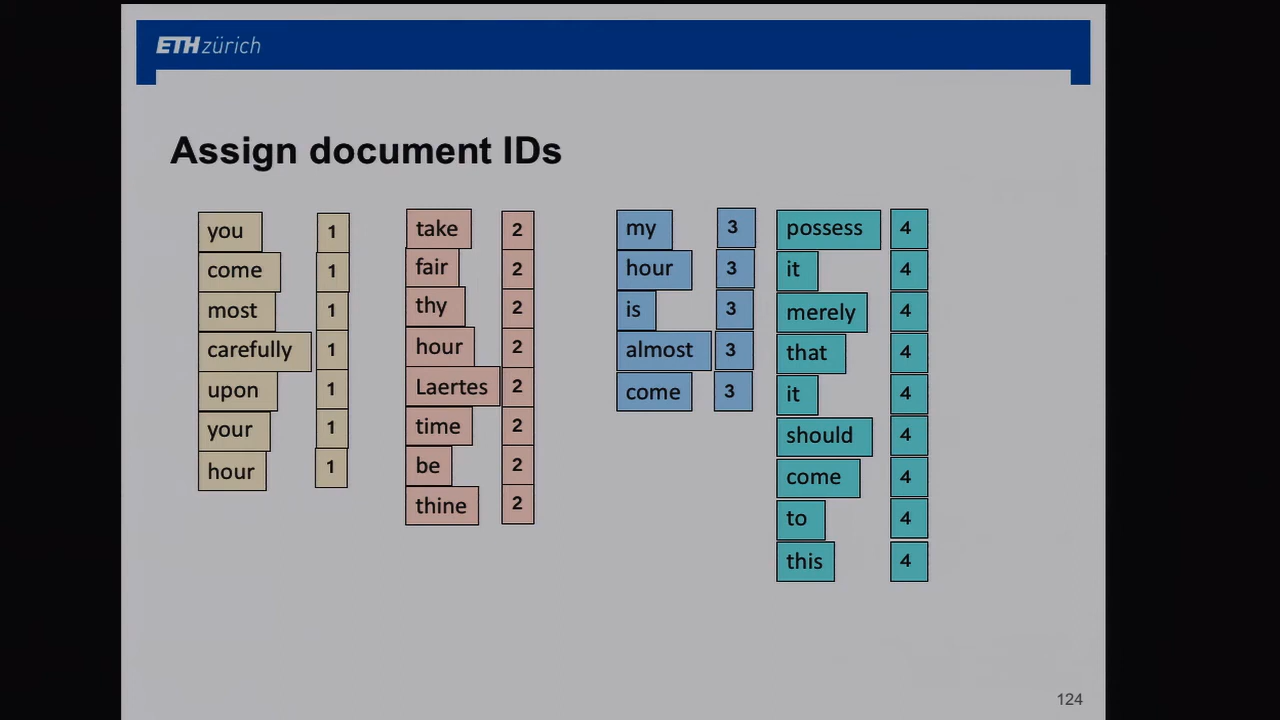 ETH zürich
Assign document IDs
you 1
come 1
most 1
carefully 1
upon 1
your 1
hour 1
take 2
fair 2
thy 2
hour 2
Laertes 2
time 2
be 2
thine 2
my 3
hour 3
is 3
almost 3
come 3
possess 4
it 4
merely 4
that 4
it 4
should 4
come 4
to 4
this 4
124